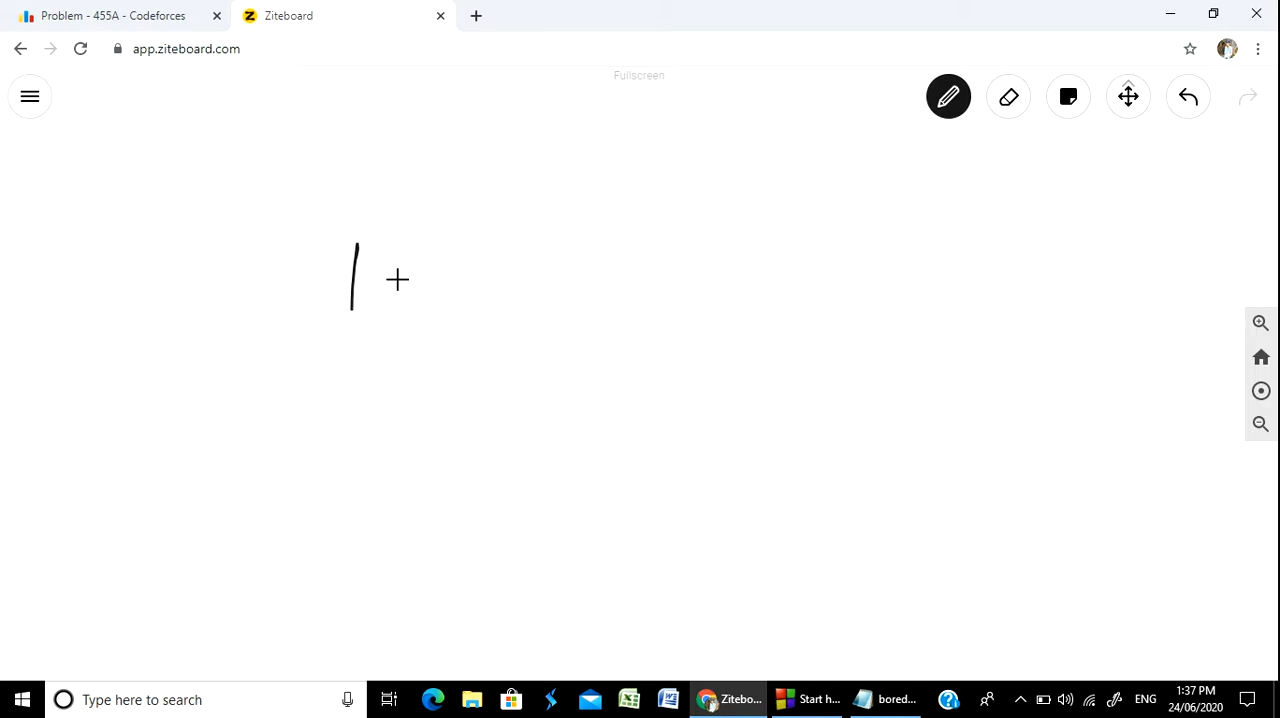 Problem - 455A - Codeforces
Ziteboard
app.ziteboard.com
Fullscreen
1
Type here to search
Zitebo...
Start h...
bored...
ENG
1:37 PM
24/06/2020